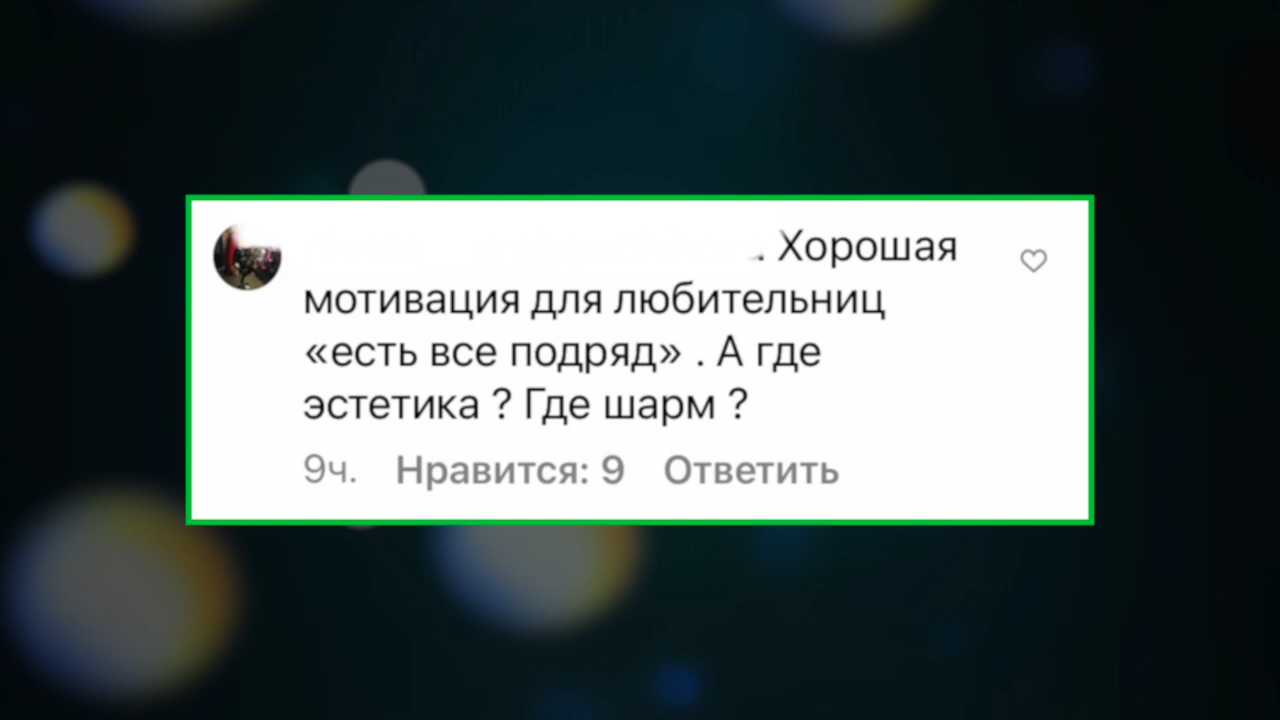 . Хорошая
мотивация для любительниц
«есть все подряд» . А где
эстетика ? Где шарм ?
9ч. Нравится: 9 Ответить